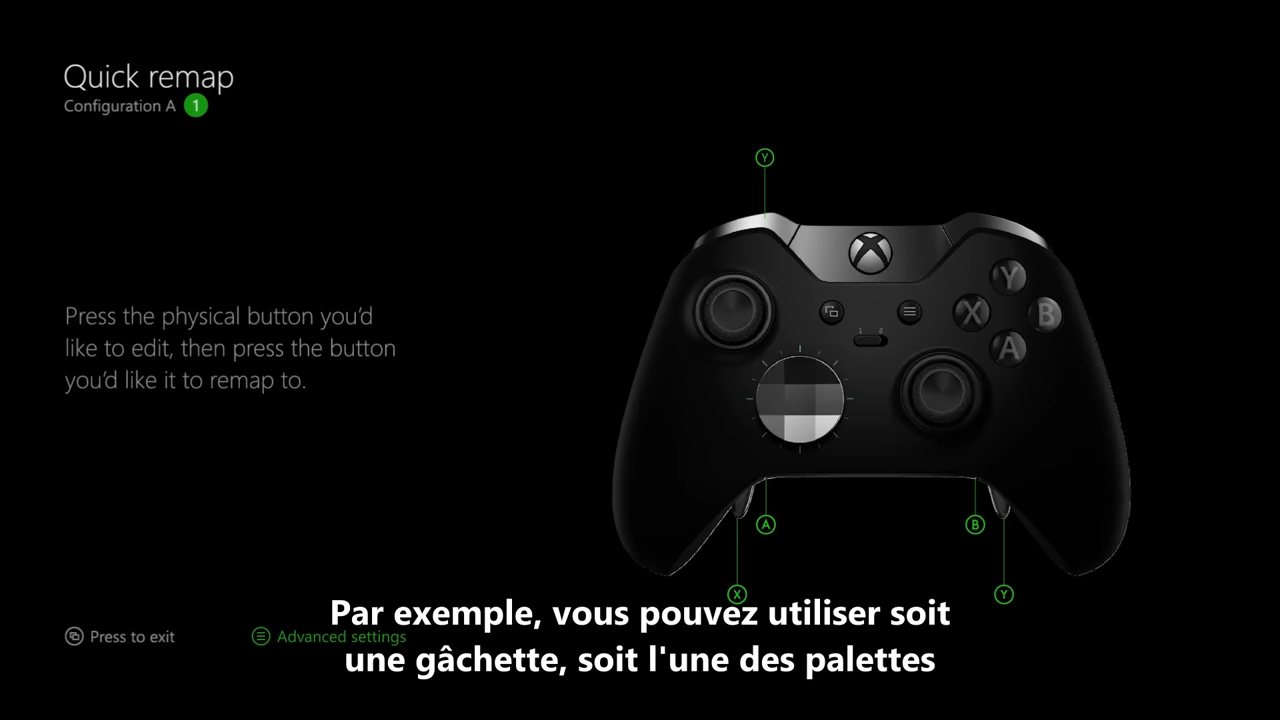 Quick remap
Configuration A 1
Y
Y
X
B
A
1 2
Press the physical button you’d
like to edit, then press the button
you’d like it to remap to.
A
B
X
Y
Press to exit
Advanced settings
Par exemple, vous pouvez utiliser soit
une gâchette, soit l'une des palettes